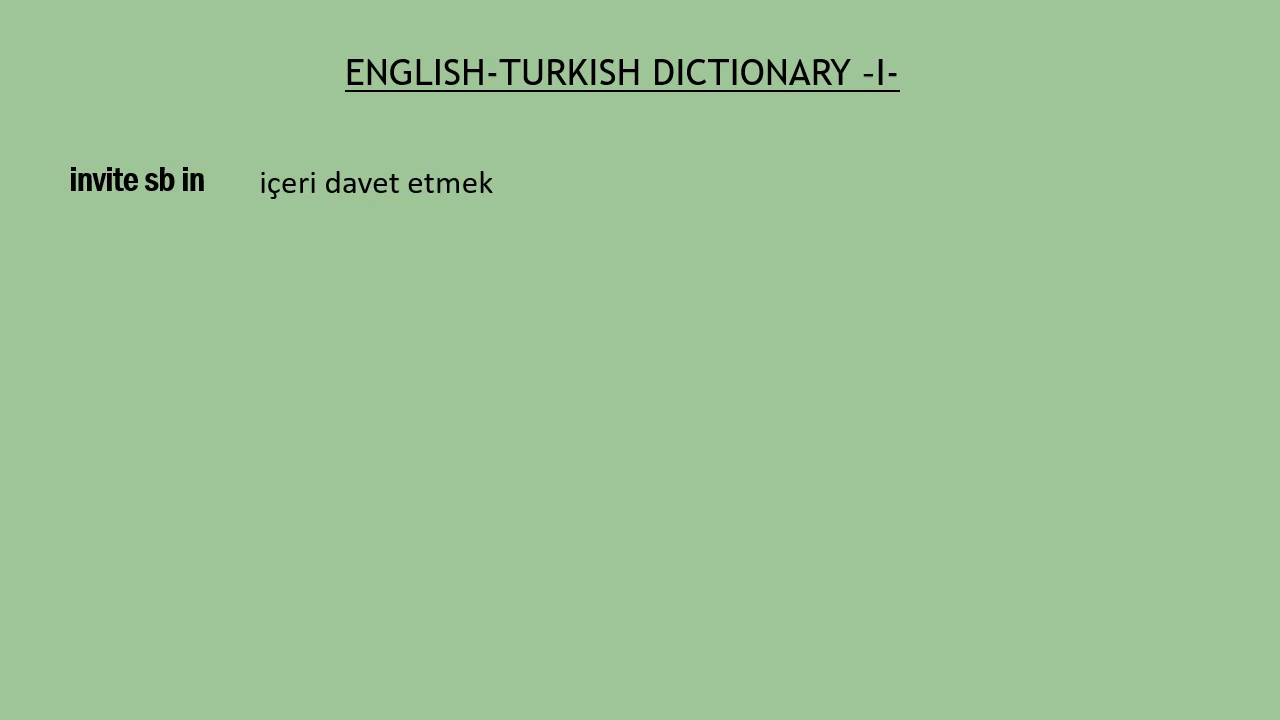 ENGLISH-TURKISH DICTIONARY –I-
invite sb in içeri davet etmek